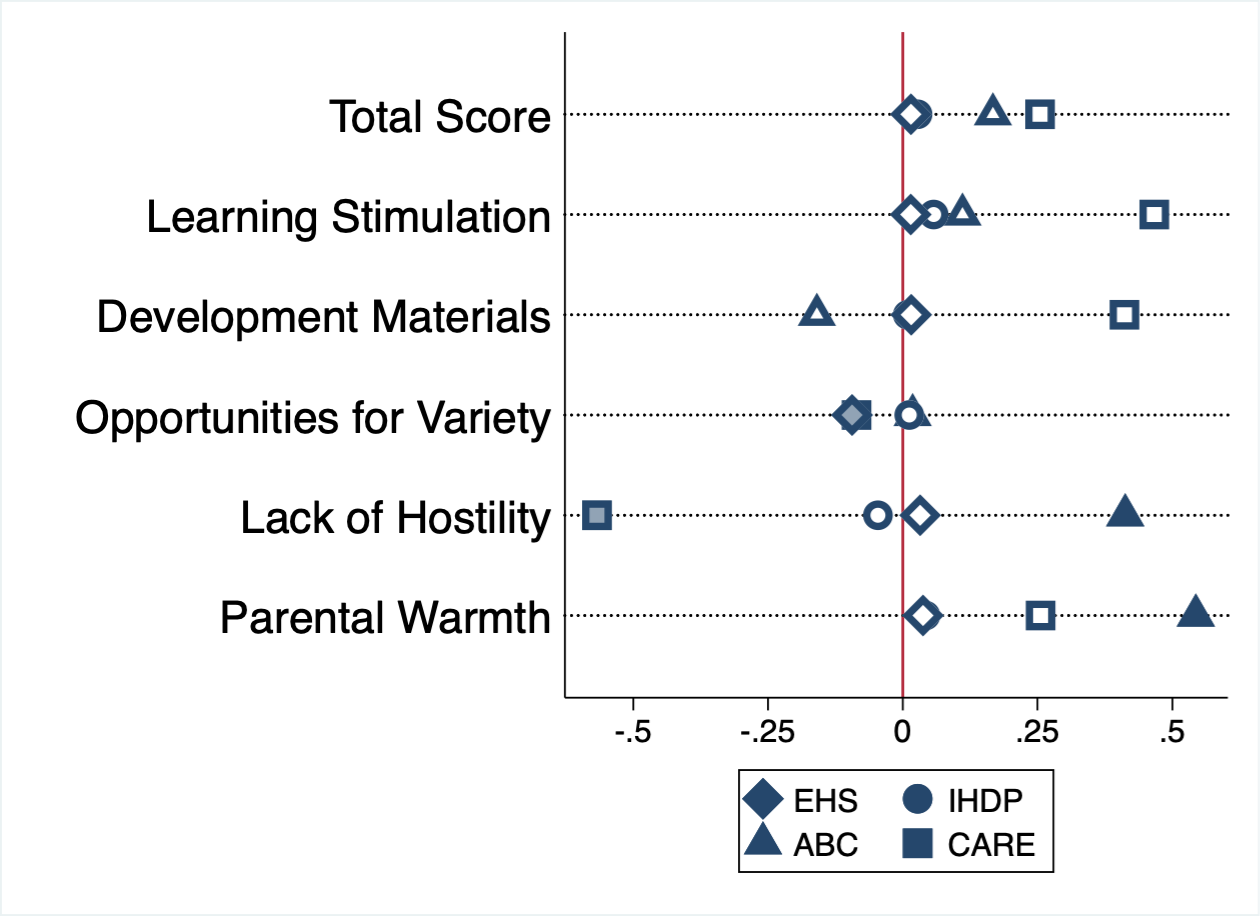 Total Score
Learning Stimulation
Development Materials
Opportunities for Variety
Lack of Hostility
Parental Warmth
-.5 -.25 0 .25 .5
EHS IHDP
ABC CARE